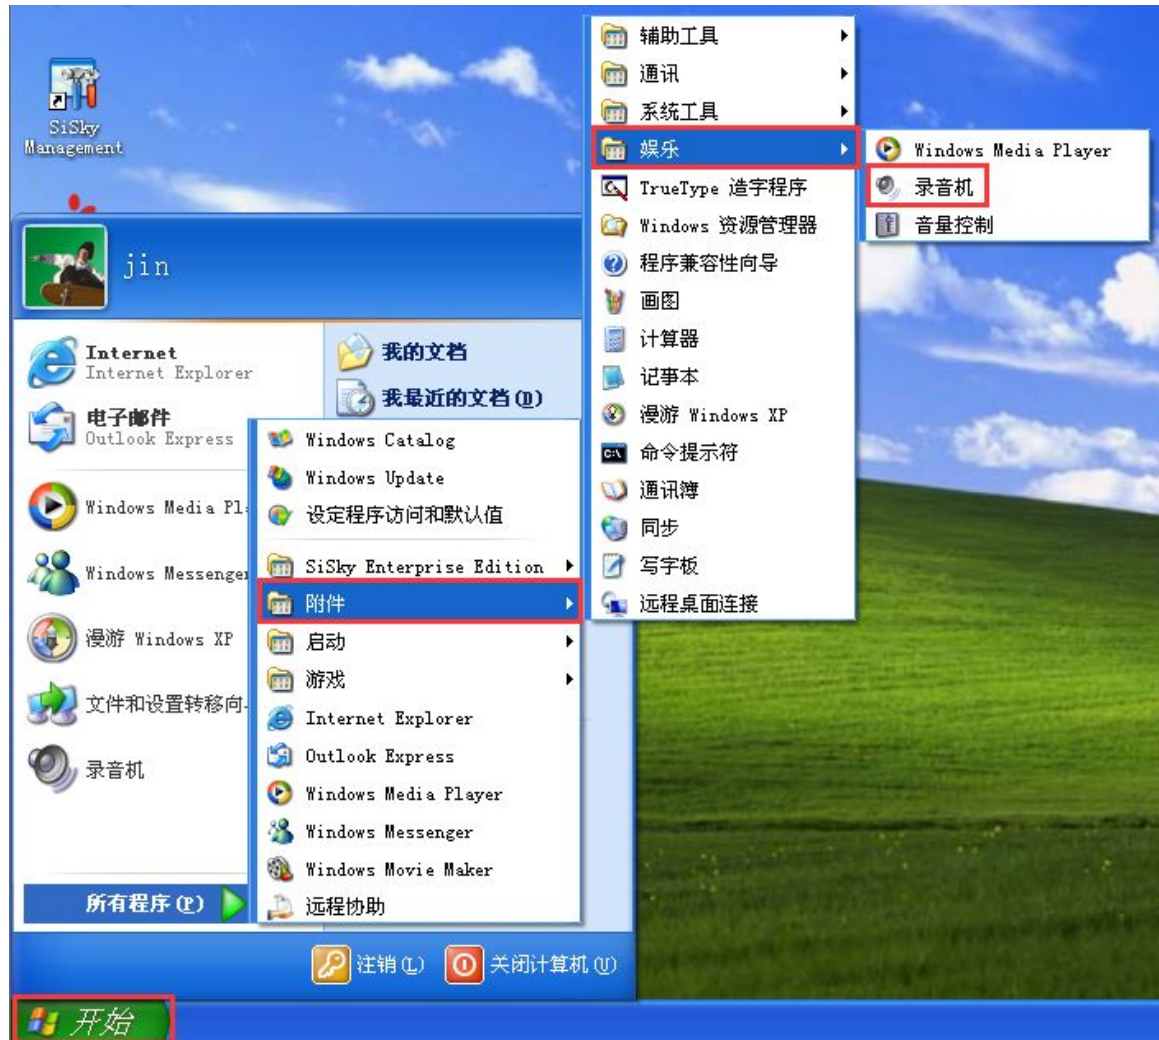 SiSky
Management
jin
Internet
Internet Explorer
电子邮件
Outlook Express
Windows Media
Windows Messenger
漫游 Windows XP
文件和设置转移向
录音机
所有程序(P)
我的文档
我最近的文档(D)
Windows Catalog
Windows Update
设定程序访问和默认值
SiSky Enterprise Edition
附件
启动
游戏
Internet Explorer
Outlook Express
Windows Media Player
Windows Messenger
Windows Movie Maker
远程协助
辅助工具
通讯
系统工具
娱乐
TrueType 造字程序
Windows 资源管理器
程序兼容性向导
画图
计算器
记事本
漫游 Windows XP
命令提示符
通讯簿
同步
写字板
远程桌面连接
Windows Media Player
录音机
音量控制
注销(L)
关闭计算机(U)
开始